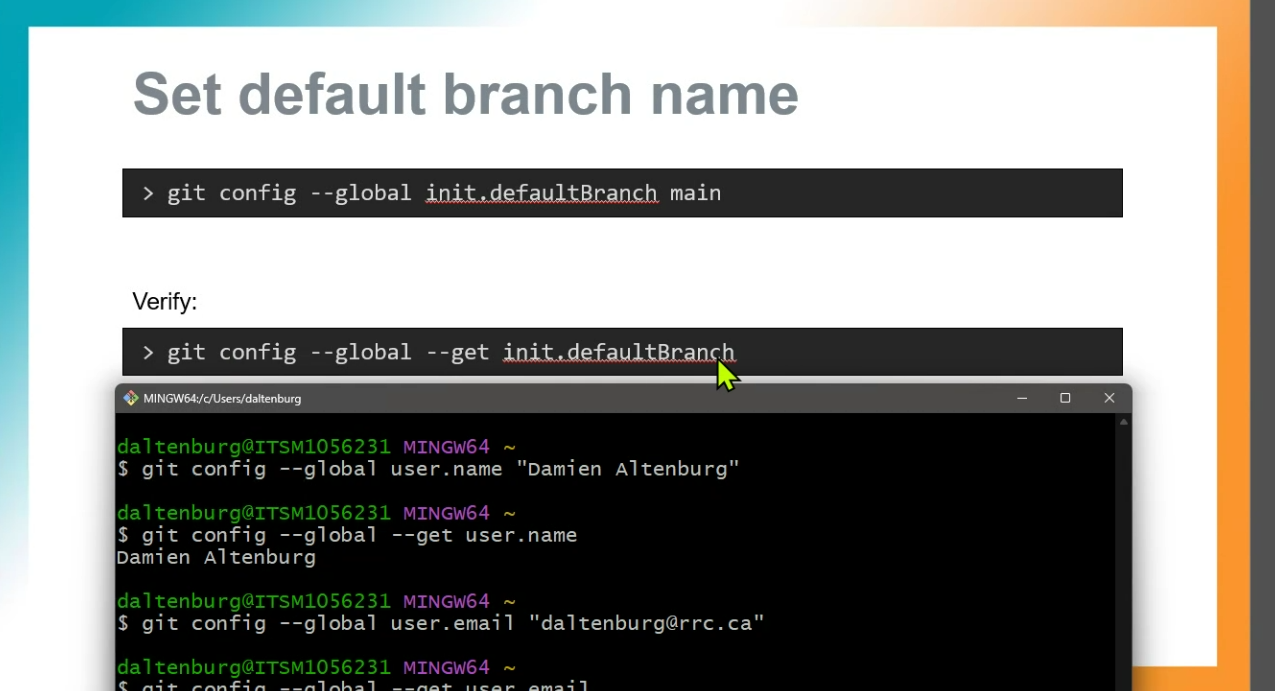 Set default branch name
> git config --global init.defaultBranch main
Verify:
> git config --global --get init.defaultBranch
MINGW64:/c/Users/daltenburg
daltenburg@ITSM1056231 MINGW64 ~
$ git config --global user.name "Damien Altenburg"
daltenburg@ITSM1056231 MINGW64 ~
$ git config --global --get user.name
Damien Altenburg
daltenburg@ITSM1056231 MINGW64 ~
$ git config --global user.email "daltenburg@rrc.ca"
daltenburg@ITSM1056231 MINGW64 ~
$ git config --global --get user.email